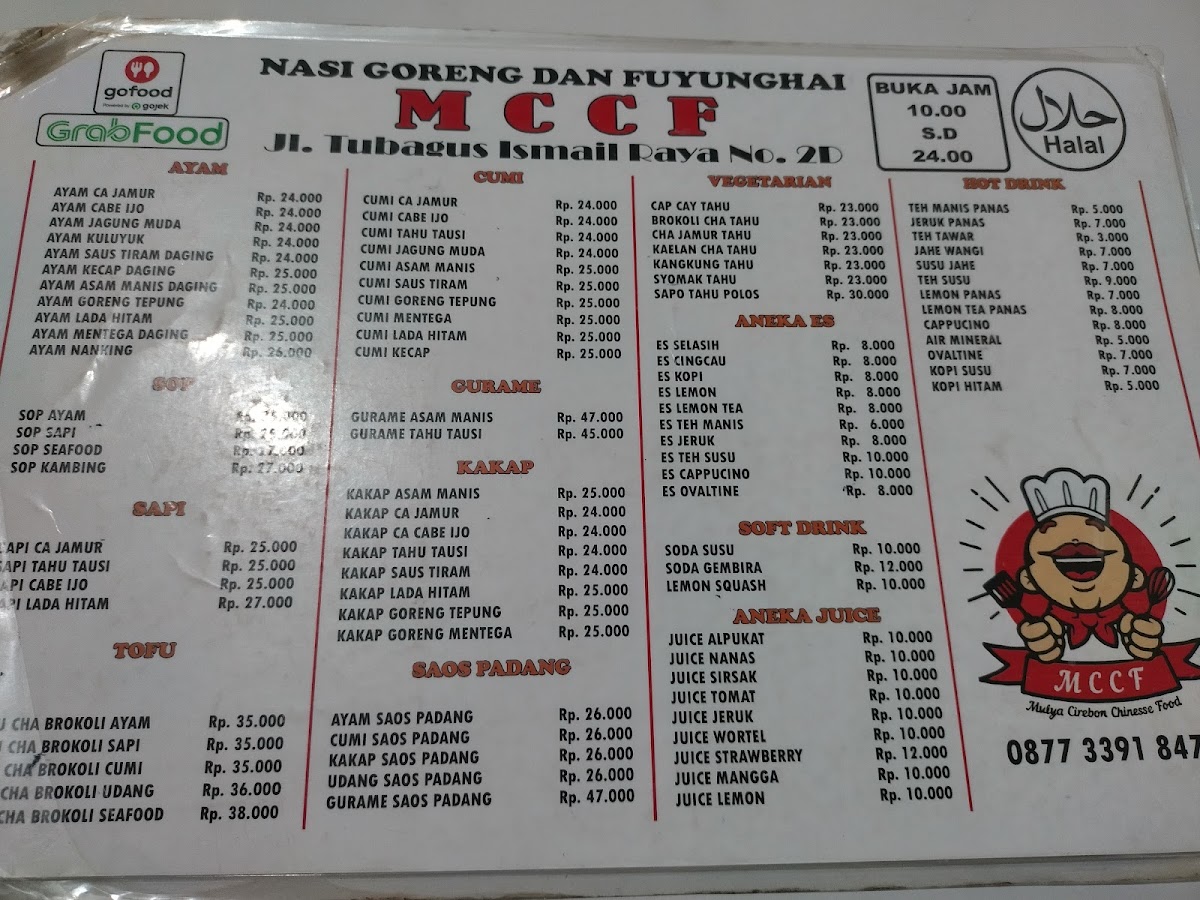 gofood
Powered by gojek
GrabFood
NASI GORENG DAN FUYUNGHAI
M C C F
Jl. Tubagus Ismail Raya No. 2D
BUKA JAM
10.00
S.D
24.00
حلال
Halal
AYAM
AYAM CA JAMUR Rp. 24.000
AYAM CABE IJO Rp. 24.000
AYAM JAGUNG MUDA Rp. 24.000
AYAM KULUYUK Rp. 24.000
AYAM SAUS TIRAM DAGING Rp. 24.000
AYAM KECAP DAGING Rp. 25.000
AYAM ASAM MANIS DAGING Rp. 25.000
AYAM GORENG TEPUNG Rp. 24.000
AYAM LADA HITAM Rp. 25.000
AYAM MENTEGA DAGING Rp. 25.000
AYAM NANKING Rp. 26.000
SOP
SOP AYAM Rp. 25.000
SOP SAPI Rp. 25.000
SOP SEAFOOD Rp. 27.000
SOP KAMBING Rp. 27.000
SAPI
SAPI CA JAMUR Rp. 25.000
SAPI TAHU TAUSI Rp. 25.000
API CABE IJO Rp. 25.000
API LADA HITAM Rp. 27.000
TOFU
U CHA BROKOLI AYAM Rp. 35.000
CHA BROKOLI SAPI Rp. 35.000
CHA BROKOLI CUMI Rp. 35.000
CHA BROKOLI UDANG Rp. 36.000
CHA BROKOLI SEAFOOD Rp. 38.000
CUMI
CUMI CA JAMUR Rp. 24.000
CUMI CABE IJO Rp. 24.000
CUMI TAHU TAUSI Rp. 24.000
CUMI JAGUNG MUDA Rp. 24.000
CUMI ASAM MANIS Rp. 25.000
CUMI SAUS TIRAM Rp. 25.000
CUMI GORENG TEPUNG Rp. 25.000
CUMI MENTEGA Rp. 25.000
CUMI LADA HITAM Rp. 25.000
CUMI KECAP Rp. 25.000
GURAME
GURAME ASAM MANIS Rp. 47.000
GURAME TAHU TAUSI Rp. 45.000
KAKAP
KAKAP ASAM MANIS Rp. 25.000
KAKAP CA JAMUR Rp. 24.000
KAKAP CA CABE IJO Rp. 24.000
KAKAP TAHU TAUSI Rp. 24.000
KAKAP SAUS TIRAM Rp. 24.000
KAKAP LADA HITAM Rp. 25.000
KAKAP GORENG TEPUNG Rp. 25.000
KAKAP GORENG MENTEGA Rp. 25.000
SAOS PADANG
AYAM SAOS PADANG Rp. 26.000
CUMI SAOS PADANG Rp. 26.000
KAKAP SAOS PADANG Rp. 26.000
UDANG SAOS PADANG Rp. 26.000
GURAME SAOS PADANG Rp. 47.000
VEGETARIAN
CAP CAY TAHU Rp. 23.000
BROKOLI CHA TAHU Rp. 23.000
CHA JAMUR TAHU Rp. 23.000
KAELAN CHA TAHU Rp. 23.000
KANGKUNG TAHU Rp. 23.000
SYOMAK TAHU Rp. 23.000
SAPO TAHU POLOS Rp. 30.000
ANEKA ES
ES SELASIH Rp. 8.000
ES CINGCAU Rp. 8.000
ES KOPI Rp. 8.000
ES LEMON Rp. 8.000
ES LEMON TEA Rp. 8.000
ES TEH MANIS Rp. 6.000
ES JERUK Rp. 8.000
ES TEH SUSU Rp. 10.000
ES CAPPUCINO Rp. 10.000
ES OVALTINE Rp. 8.000
SOFT DRINK
SODA SUSU Rp. 10.000
SODA GEMBIRA Rp. 12.000
LEMON SQUASH Rp. 10.000
ANEKA JUICE
JUICE ALPUKAT Rp. 10.000
JUICE NANAS Rp. 10.000
JUICE SIRSAK Rp. 10.000
JUICE TOMAT Rp. 10.000
JUICE JERUK Rp. 10.000
JUICE WORTEL Rp. 10.000
JUICE STRAWBERRY Rp. 12.000
JUICE MANGGA Rp. 10.000
JUICE LEMON Rp. 10.000
HOT DRINK
TEH MANIS PANAS Rp. 5.000
JERUK PANAS Rp. 7.000
TEH TAWAR Rp. 3.000
JAHE WANGI Rp. 7.000
SUSU JAHE Rp. 7.000
TEH SUSU Rp. 9.000
LEMON PANAS Rp. 7.000
LEMON TEA PANAS Rp. 8.000
CAPPUCINO Rp. 8.000
AIR MINERAL Rp. 5.000
OVALTINE Rp. 7.000
KOPI SUSU Rp. 7.000
KOPI HITAM Rp. 5.000
M C C F
Mulya Cirebon Chinesse Food
0877 3391 847